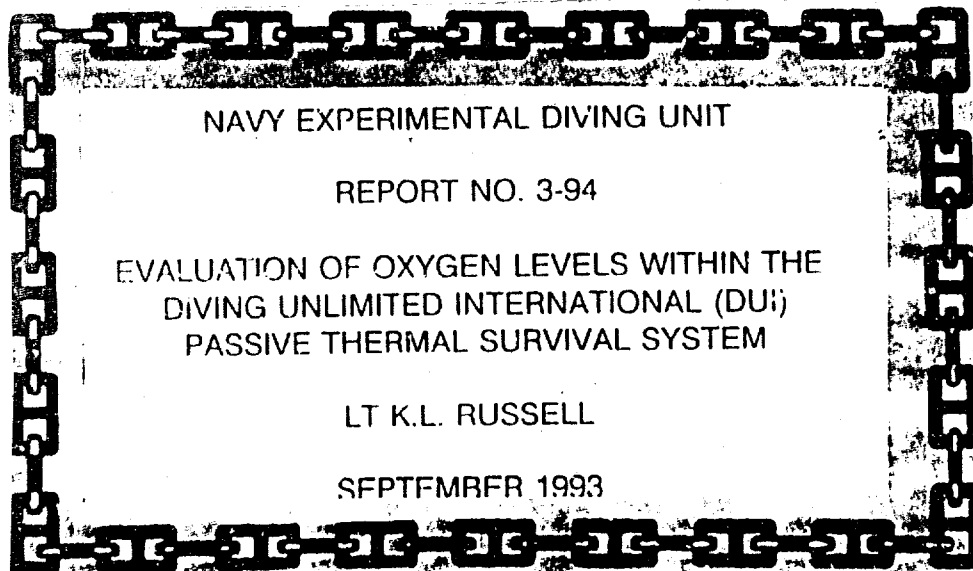 NAVY EXPERIMENTAL DIVING UNIT
REPORT NO. 3-94
EVALUATION OF OXYGEN LEVELS WITHIN THE
DIVING UNLIMITED INTERNATIONAL (DUI)
PASSIVE THERMAL SURVIVAL SYSTEM
LT K.L. RUSSELL
SEPTEMBER 1993